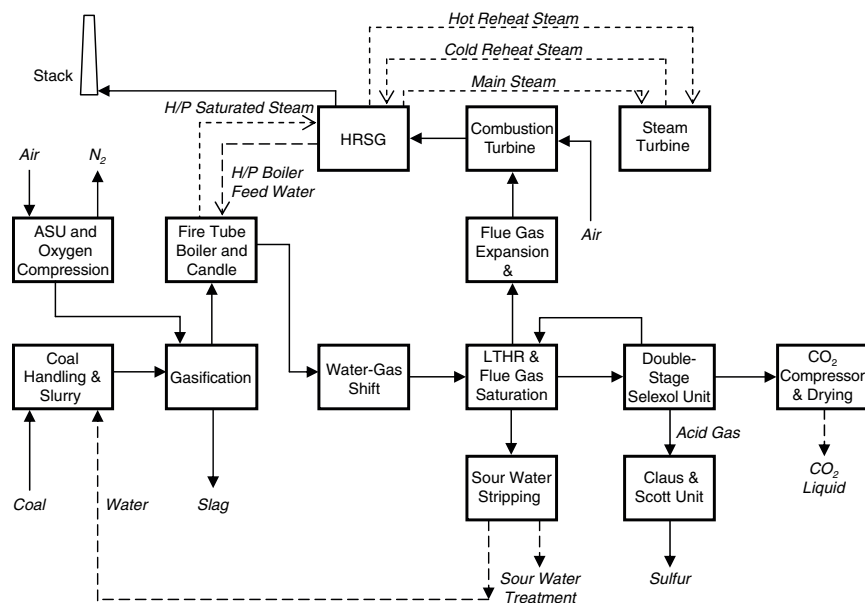 Hot Reheat Steam
Cold Reheat Steam
Main Steam
Stack
H/P Saturated Steam
HRSG
Combustion
Turbine
Steam
Turbine
Air
N2
H/P Boiler
Feed Water
ASU and
Oxygen
Compression
Fire Tube
Boiler and
Candle
Flue Gas
Expansion
&
Air
Coal
Handling &
Slurry
Gasification
Water-Gas
Shift
LTHR &
Flue Gas
Saturation
Double-
Stage
Selexol Unit
CO2
Compressor
& Drying
Acid Gas
Coal
Water
Slag
Sour Water
Stripping
Claus &
Scott Unit
CO2
Liquid
Sour Water
Treatment
Sulfur